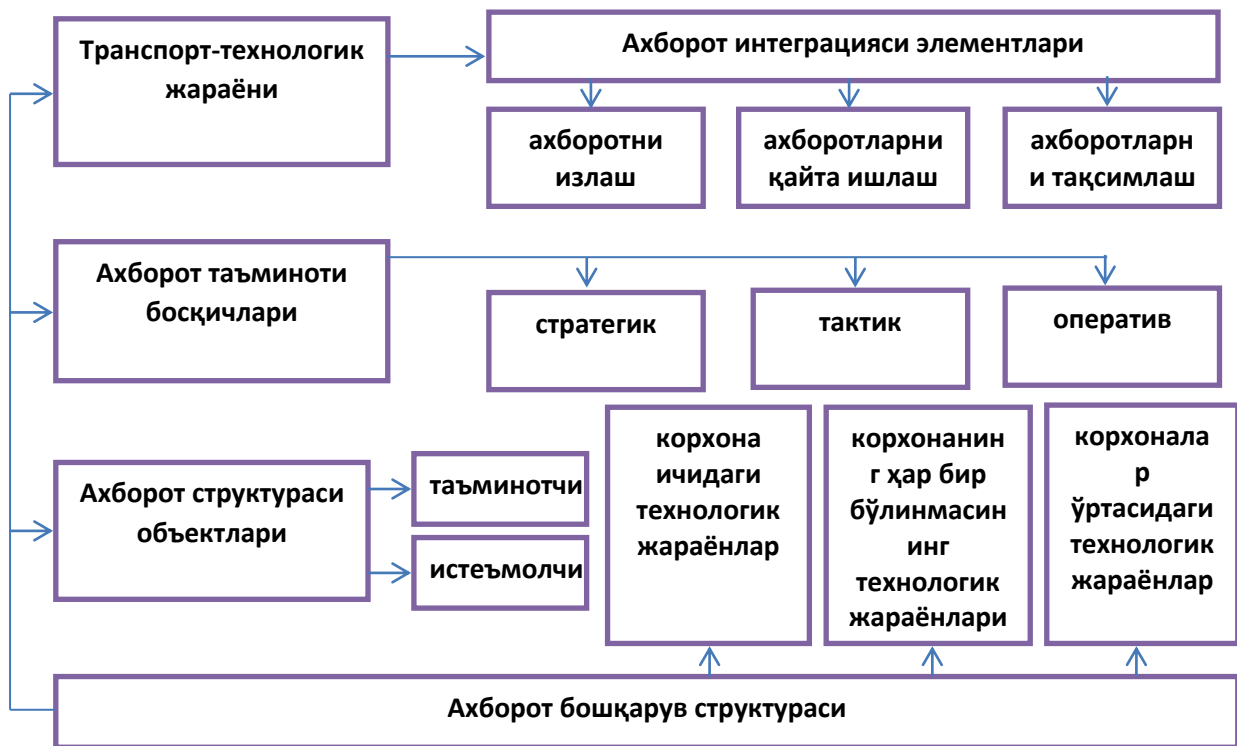 Транспорт-технологик
жараёни
Ахборот интеграцияси элементлари
ахборотни
излаш
ахборотларни
қайта ишлаш
ахборотларн
и тақсимлаш
Ахборот таъминоти
босқичлари
стратегик
тактик
оператив
Ахборот структураси
объектлари
таъминотчи
истеъмолчи
корхона
ичидаги
технологик
жараёнлар
корхонанин
г ҳар бир
бўлинмасин
инг
технологик
жараёнлари
корхонала
р
ўртасидаги
технологик
жараёнлар
Ахборот бошқарув структураси